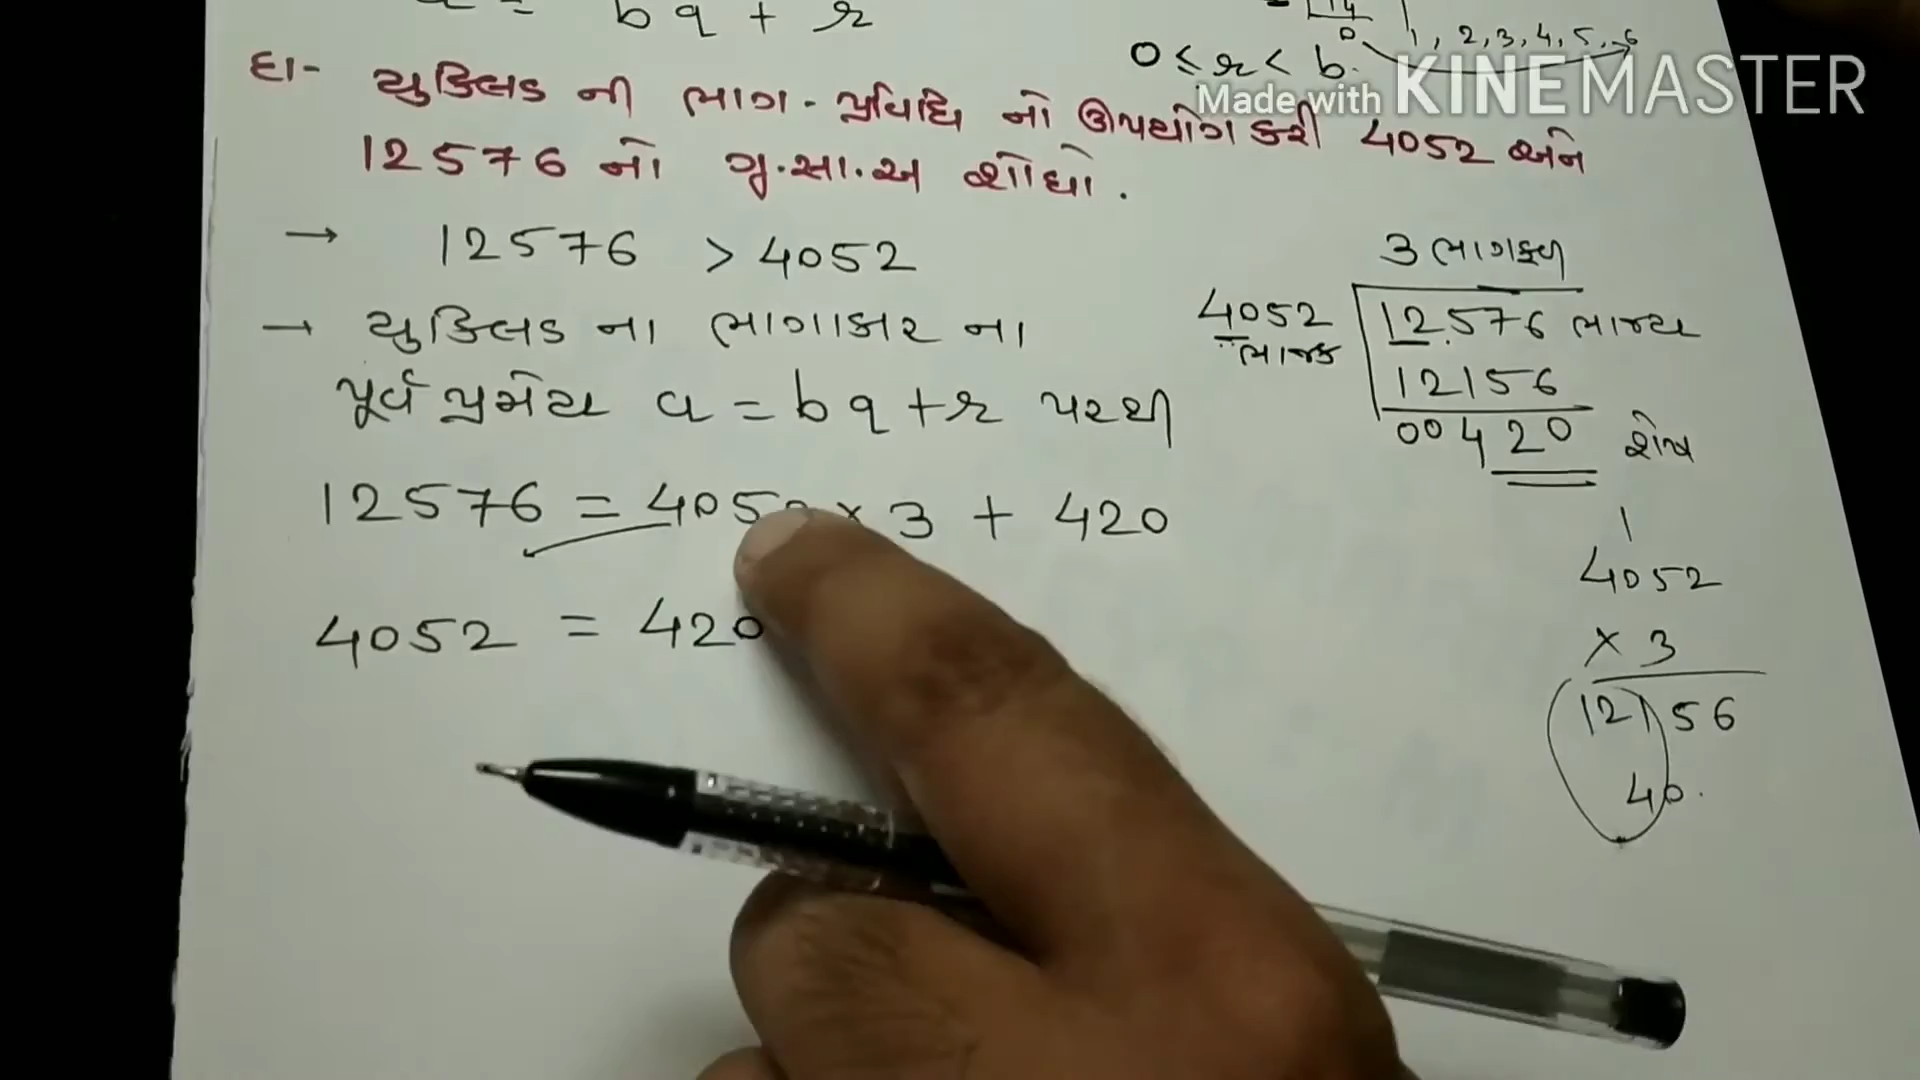 bq + r
0 ≤ r < b.
1, 2, 3, 4, 5, 6
Made with KINEMASTER
દા- યુક્લિડ ની ભાગ - પ્રવિધિ નો ઉપયોગ કરી 4052 અને
12576 નો ગુ.સા.અ શોધો.
→ 12576 > 4052
→ યુક્લિડ ના ભાગાકાર ના
પૂર્વ પ્રમેય a = bq + r પરથી
12576 = 4052 × 3 + 420
4052 = 420
3 ભાગફળ
4052 12576 ભાજ્ય
ભાજક
12156
00420 શેષ
1
4052
× 3
12156
40.